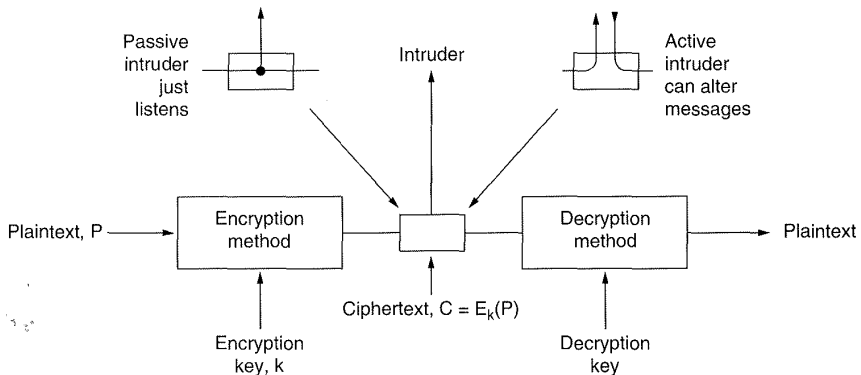 Passive
intruder
just
listens
Intruder
Active
intruder
can alter
messages
Plaintext, P
Encryption
method
Decryption
method
Plaintext
Ciphertext, C = Eₖ(P)
Encryption
key, k
Decryption
key